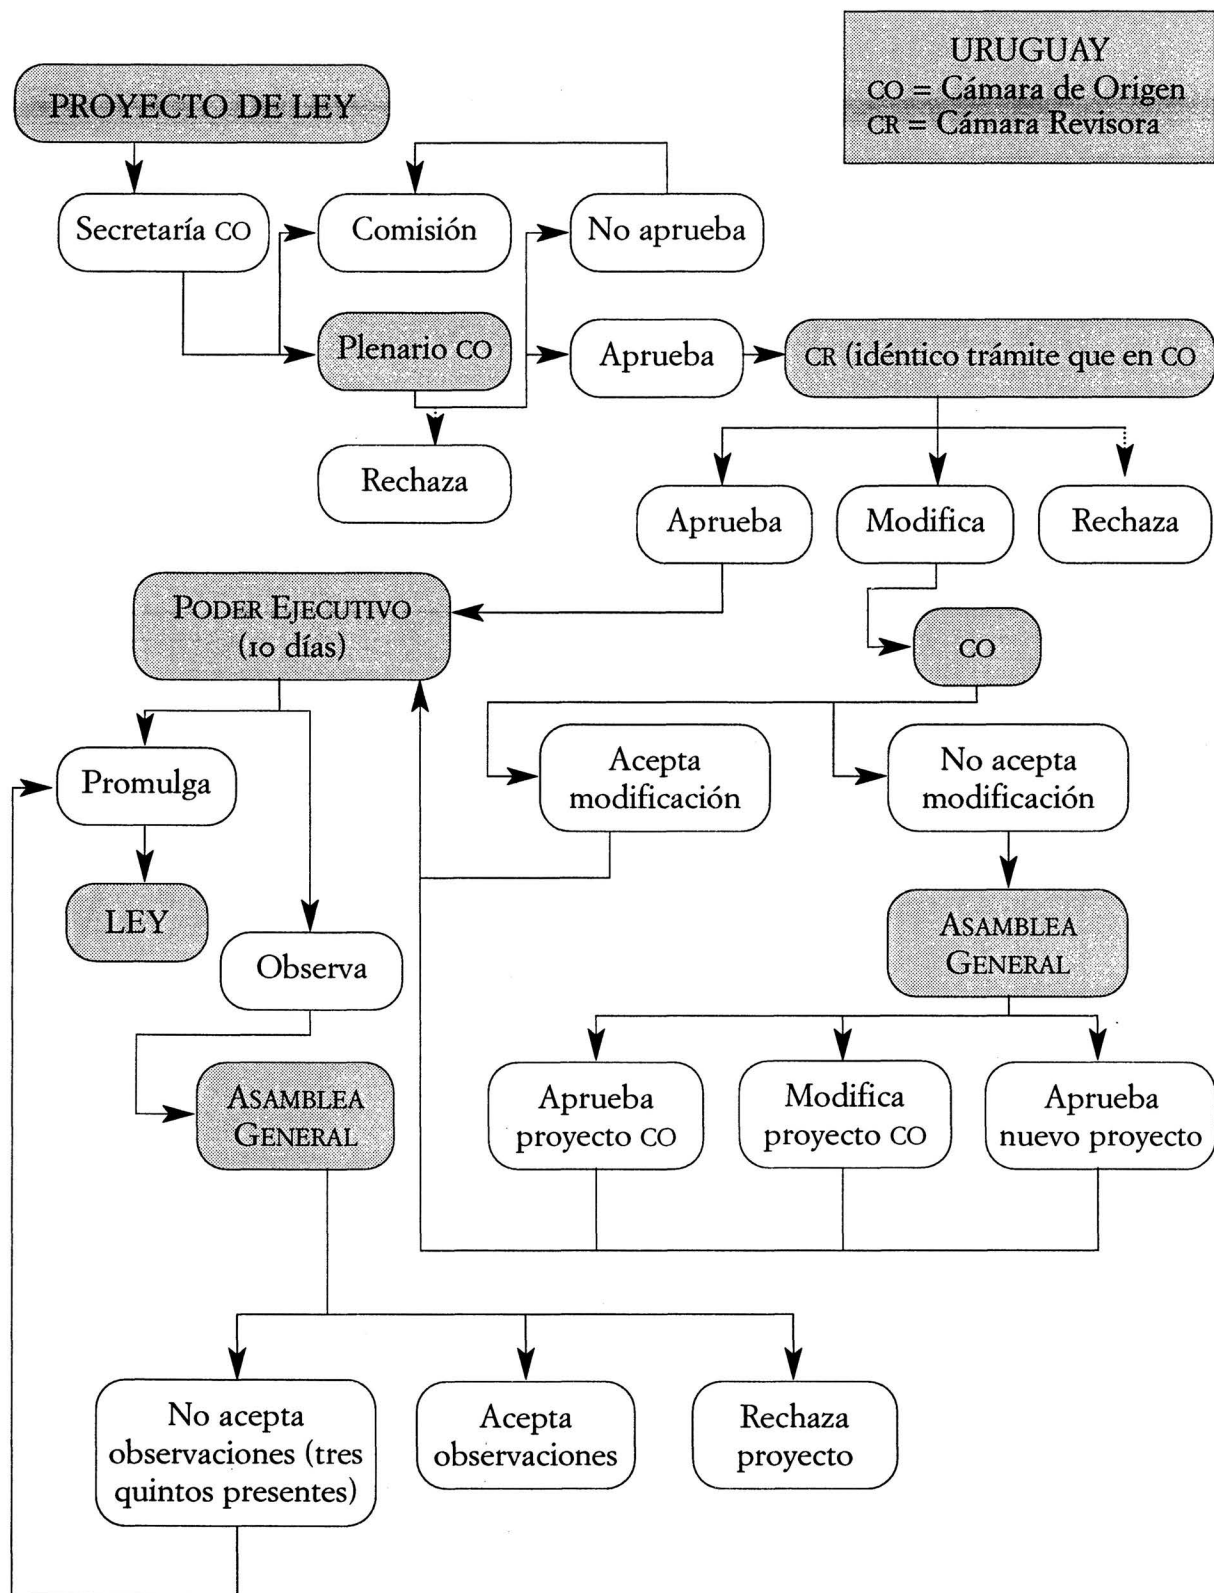 URUGUAY
CO = Cámara de Origen
CR = Cámara Revisora
PROYECTO DE LEY
Secretaría CO
Comisión
No aprueba
Plenario CO
Aprueba
CR (idéntico trámite que en CO
Rechaza
Aprueba
Modifica
Rechaza
PODER EJECUTIVO
(10 días)
CO
Promulga
Acepta
modificación
No acepta
modificación
LEY
Observa
ASAMBLEA
GENERAL
ASAMBLEA
GENERAL
Aprueba
proyecto CO
Modifica
proyecto CO
Aprueba
nuevo proyecto
No acepta
observaciones (tres
quintos presentes)
Acepta
observaciones
Rechaza
proyecto